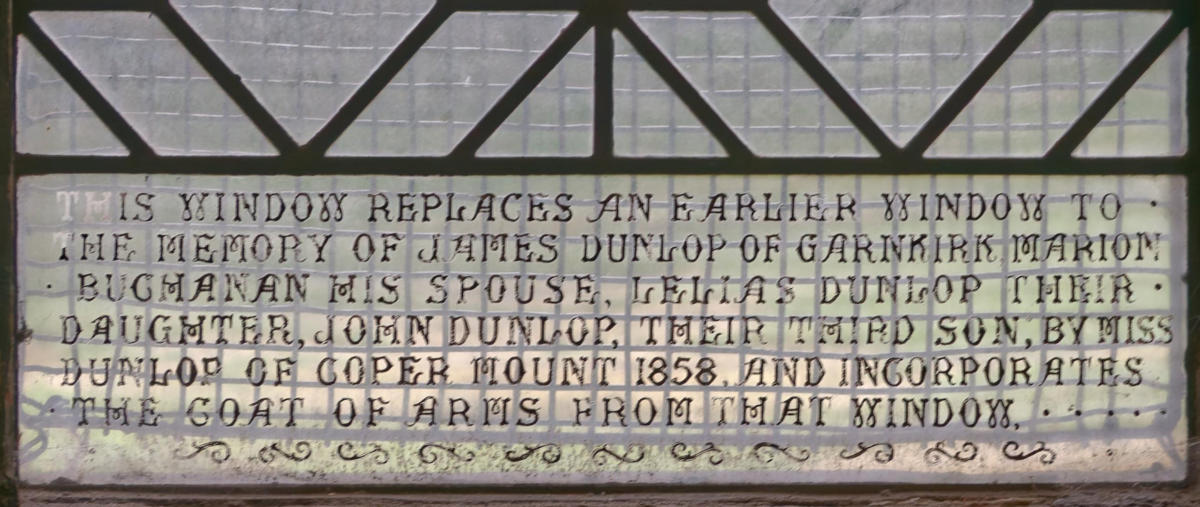 THIS WINDOW REPLACES AN EARLIER WINDOW TO ·
THE MEMORY OF JAMES DUNLOP OF GARNKIRK MARION
· BUCHANAN HIS SPOUSE, LELIAS DUNLOP THEIR ·
DAUGHTER, JOHN DUNLOP, THEIR THIRD SON, BY MISS
DUNLOP OF COPER MOUNT 1858, AND INCORPORATES
· THE COAT OF ARMS FROM THAT WINDOW. · · · · ·